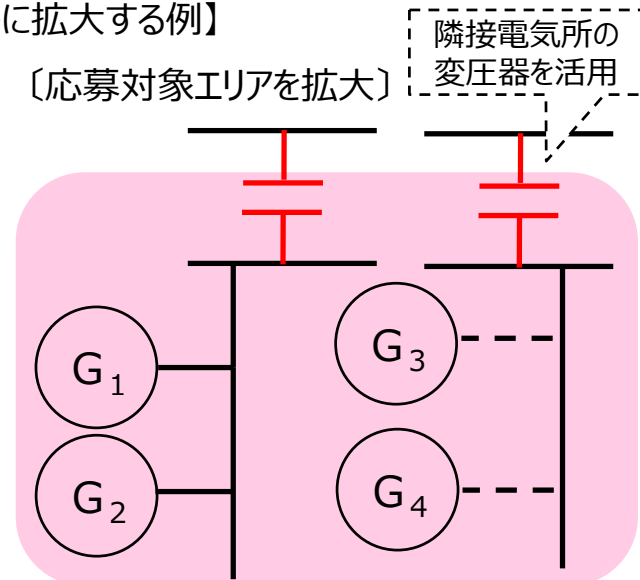 に拡大する例】
〔応募対象エリアを拡大〕
隣接電気所の
変圧器を活用
G1
G3
G2
G4